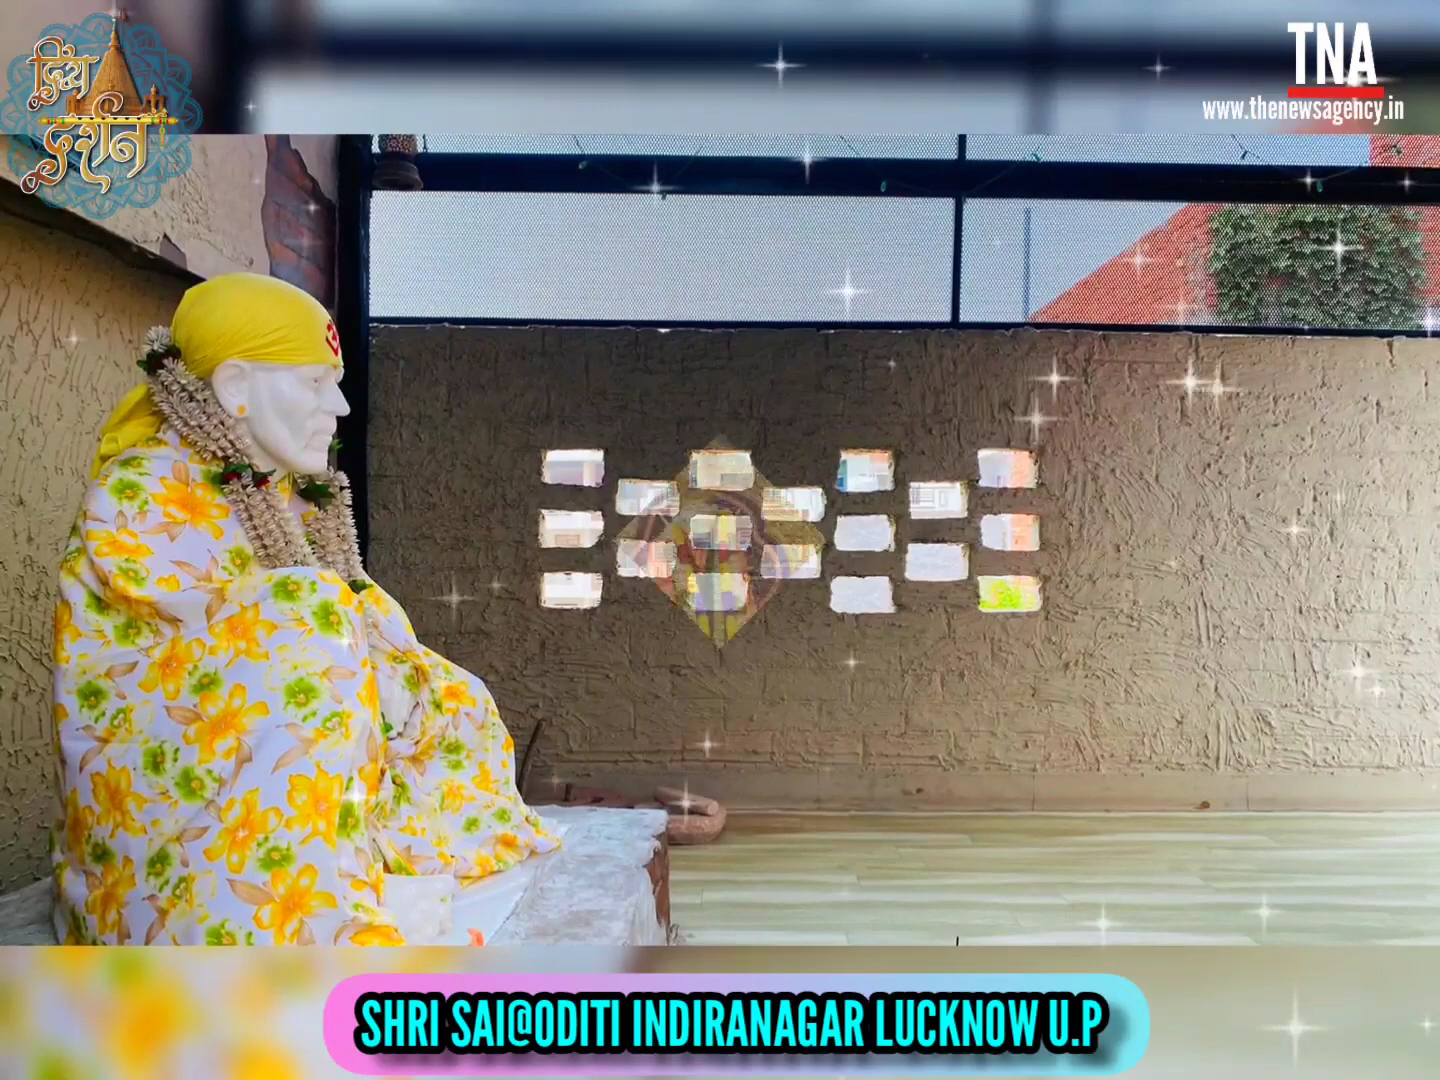 दिव्य
दर्शन
TNA
www.thenewsagency.in
SHRI SAI@ODITI INDIRANAGAR LUCKNOW U.P